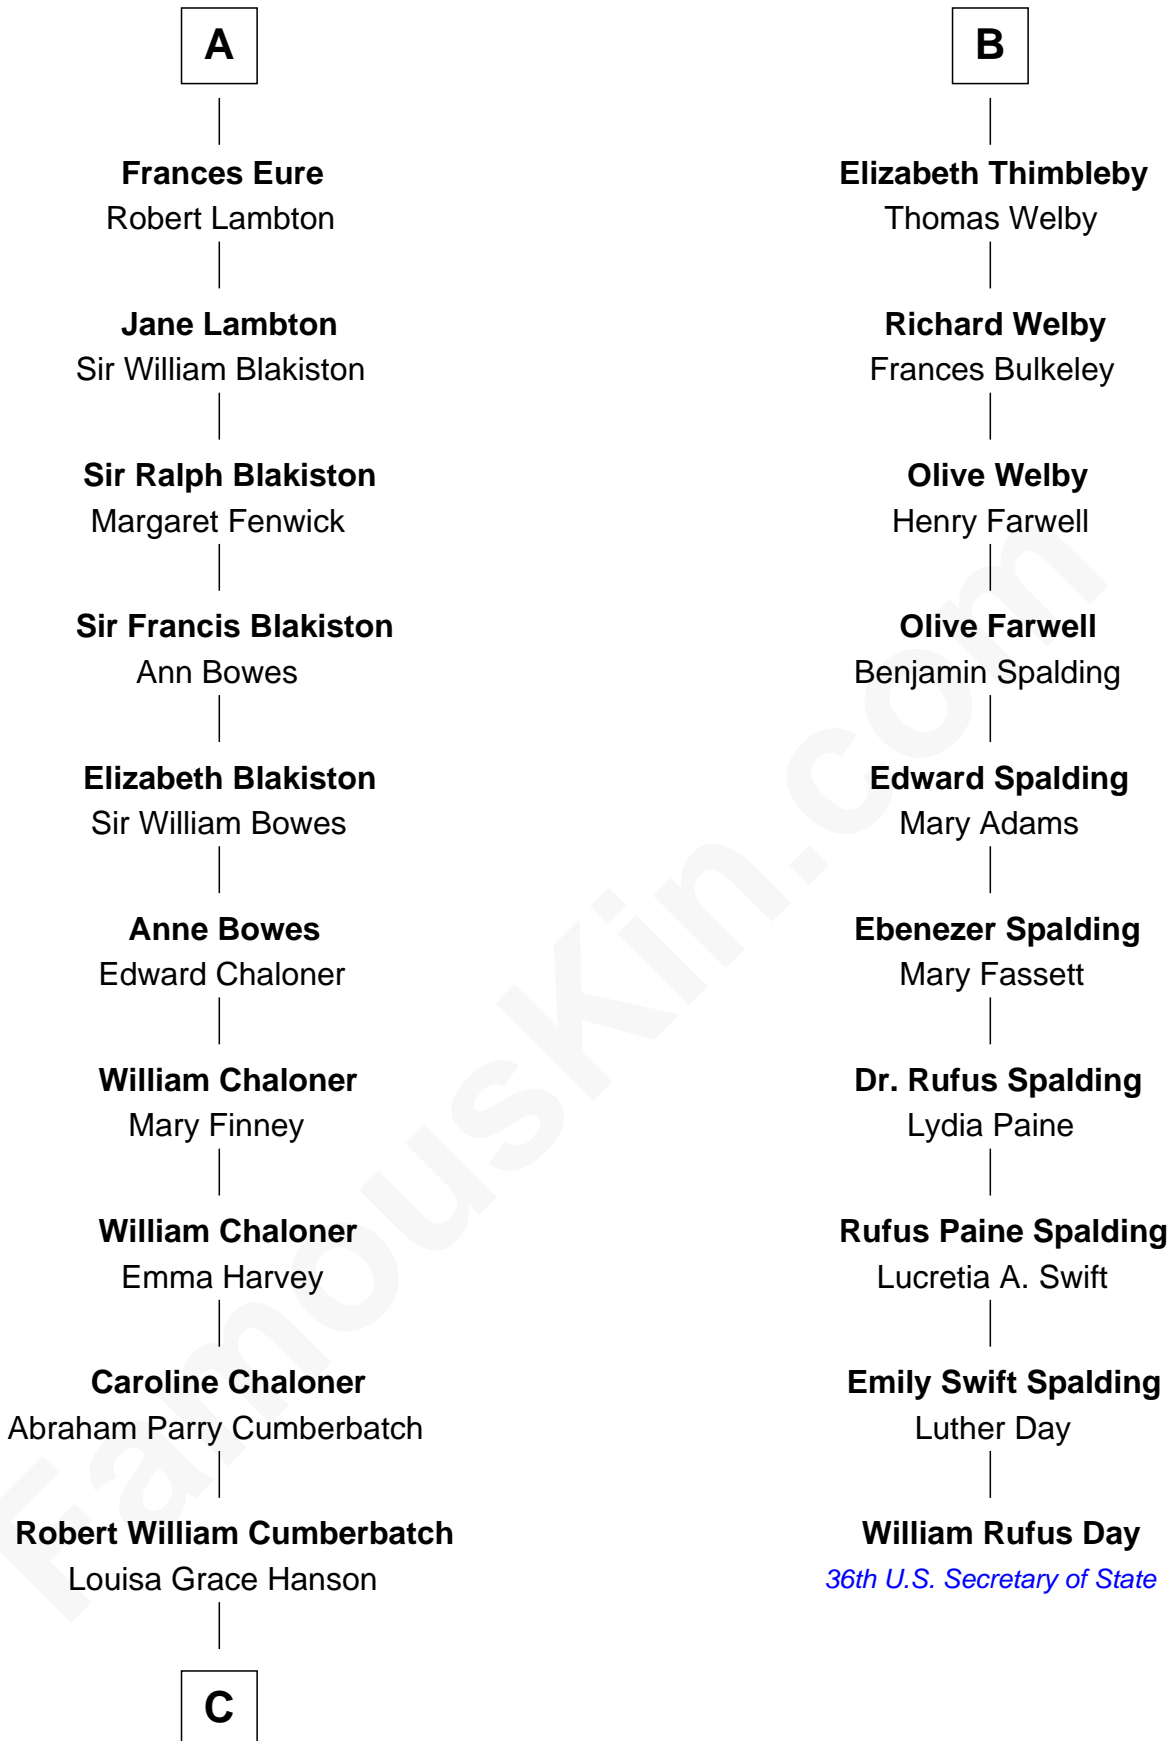 A
B
Frances Eure
Robert Lambton
Elizabeth Thimbleby
Thomas Welby
Jane Lambton
Sir William Blakiston
Richard Welby
Frances Bulkeley
Sir Ralph Blakiston
Margaret Fenwick
Olive Welby
Henry Farwell
Sir Francis Blakiston
Ann Bowes
Olive Farwell
Benjamin Spalding
Elizabeth Blakiston
Sir William Bowes
Edward Spalding
Mary Adams
Anne Bowes
Edward Chaloner
Ebenezer Spalding
Mary Fassett
William Chaloner
Mary Finney
Dr. Rufus Spalding
Lydia Paine
William Chaloner
Emma Harvey
Rufus Paine Spalding
Lucretia A. Swift
Caroline Chaloner
Abraham Parry Cumberbatch
Emily Swift Spalding
Luther Day
Robert William Cumberbatch
Louisa Grace Hanson
William Rufus Day
36th U.S. Secretary of State
C
FamousKin.com